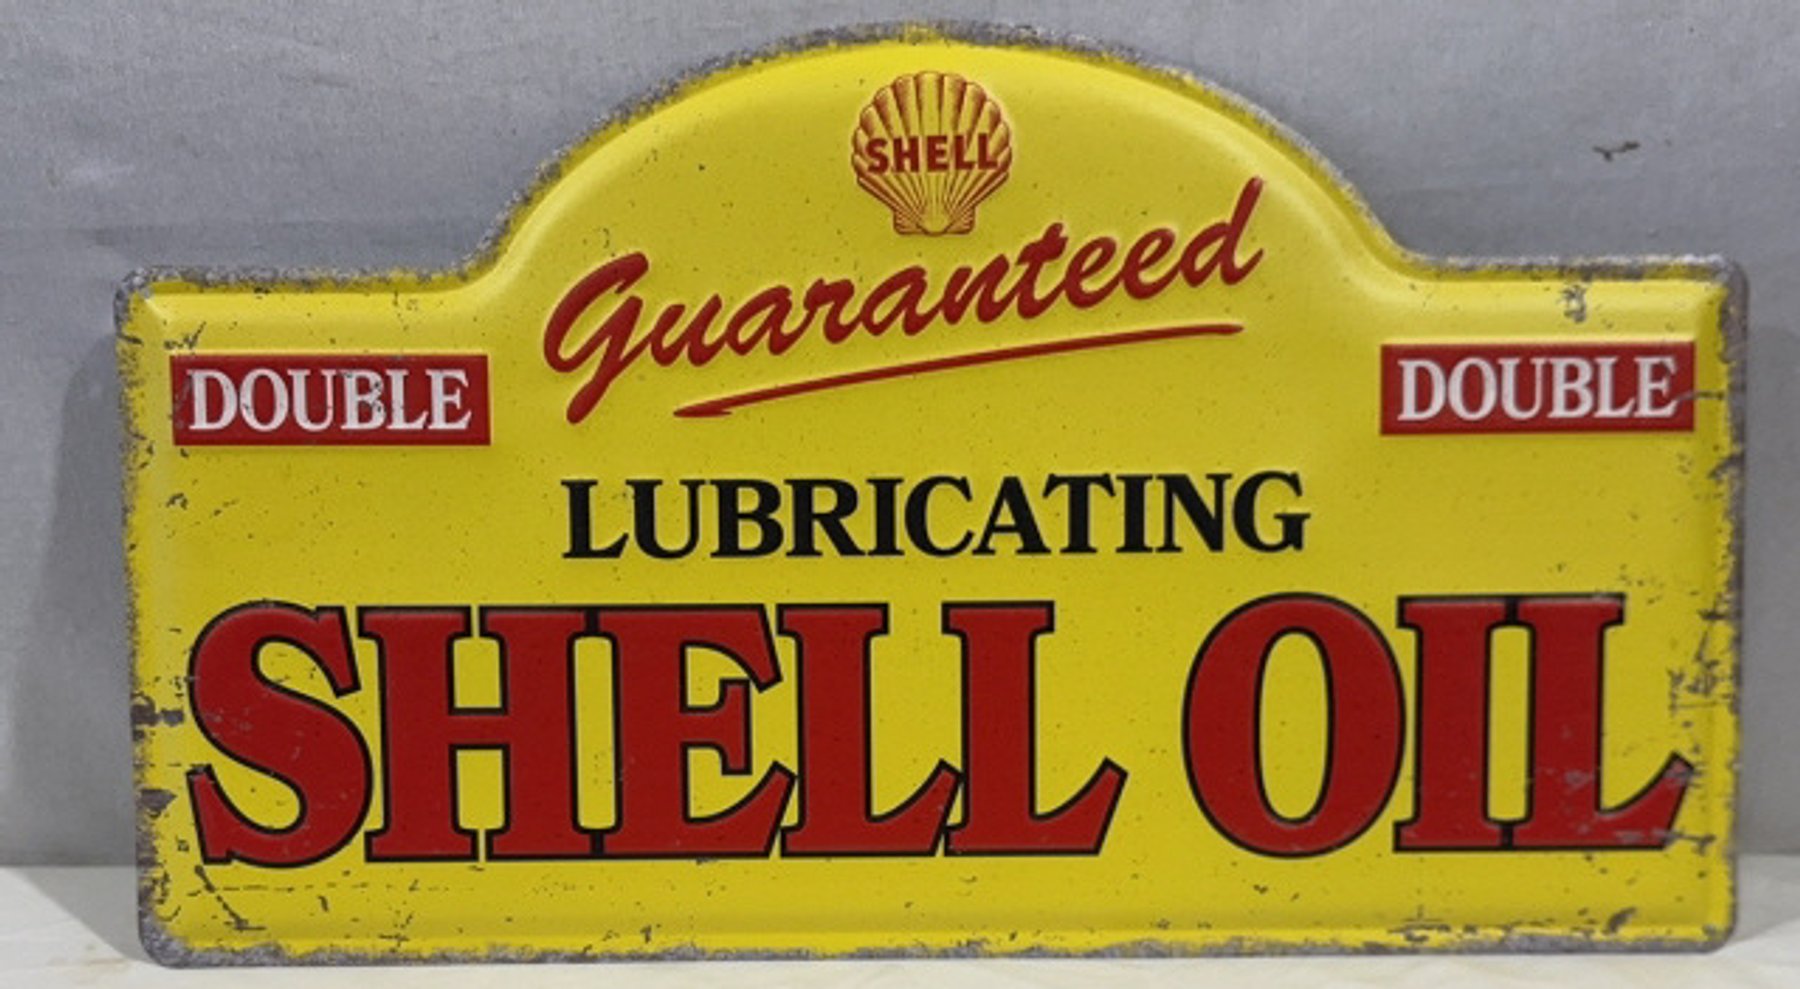 SHELL
Guaranteed
DOUBLE DOUBLE
LUBRICATING
SHELL OIL